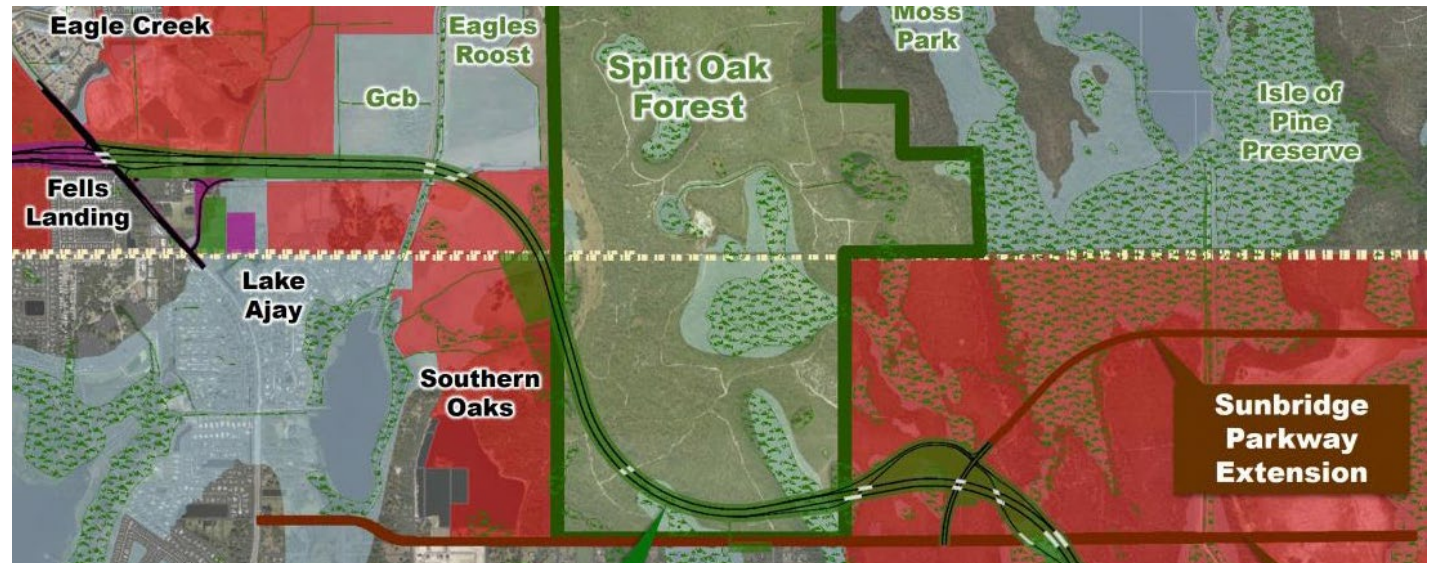 Eagle Creek
Eagles
Roost
Gcb
Split Oak
Forest
Moss
Park
Isle of
Pine
Preserve
Fells
Landing
Lake
Ajay
Southern
Oaks
Sunbridge
Parkway
Extension